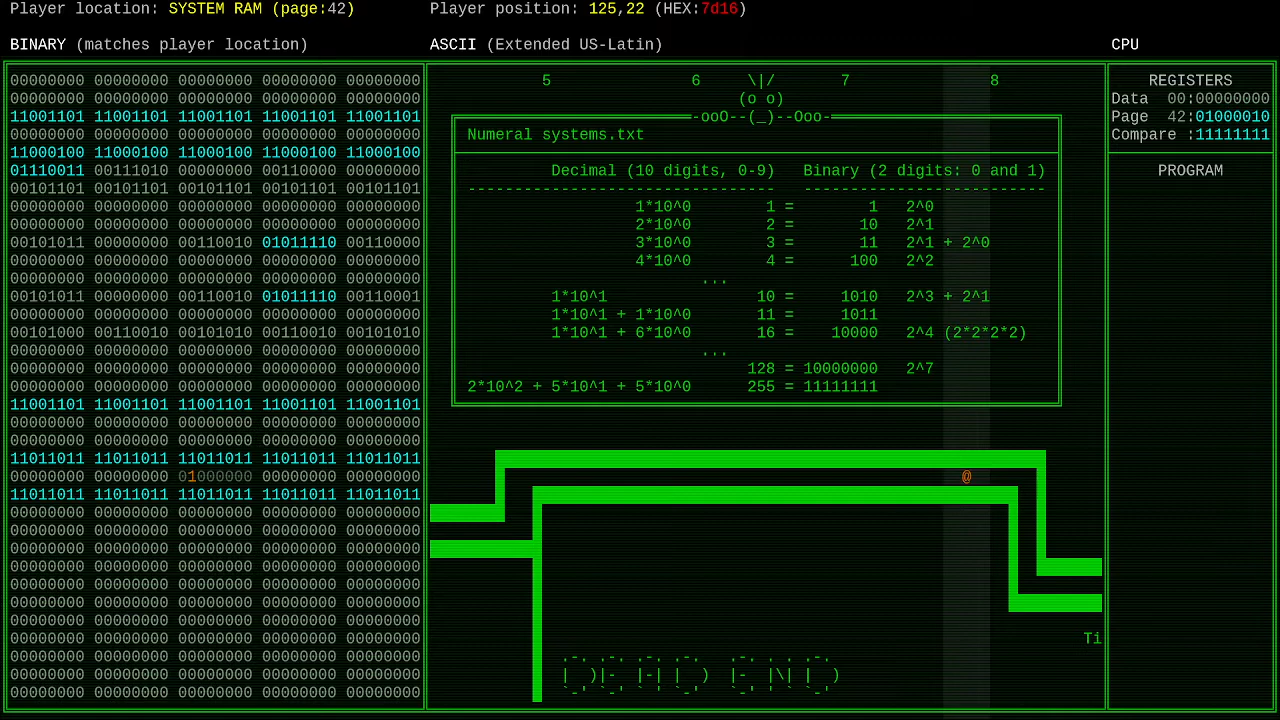 Player location: SYSTEM RAM (page:42) Player position: 125,22 (HEX:7d16)
BINARY (matches player location)
00000000 00000000 00000000 00000000 00000000
00000000 00000000 00000000 00000000 00000000
11001101 11001101 11001101 11001101 11001101
00000000 00000000 00000000 00000000 00000000
11000100 11000100 11000100 11000100 11000100
01110011 00111010 00000000 00110000 00000000
00101101 00101101 00101101 00101101 00101101
00000000 00000000 00000000 00000000 00000000
00000000 00000000 00000000 00000000 00000000
00101011 00000000 00110010 01011110 00110000
00000000 00000000 00000000 00000000 00000000
00000000 00000000 00000000 00000000 00000000
00101011 00000000 00110010 01011110 00110001
00000000 00000000 00000000 00000000 00000000
00101000 00110010 00101010 00110010 00101010
00000000 00000000 00000000 00000000 00000000
00000000 00000000 00000000 00000000 00000000
00000000 00000000 00000000 00000000 00000000
11001101 11001101 11001101 11001101 11001101
00000000 00000000 00000000 00000000 00000000
00000000 00000000 00000000 00000000 00000000
11011011 11011011 11011011 11011011 11011011
00000000 00000000 01000000 00000000 00000000
11011011 11011011 11011011 11011011 11011011
00000000 00000000 00000000 00000000 00000000
00000000 00000000 00000000 00000000 00000000
00000000 00000000 00000000 00000000 00000000
00000000 00000000 00000000 00000000 00000000
00000000 00000000 00000000 00000000 00000000
00000000 00000000 00000000 00000000 00000000
00000000 00000000 00000000 00000000 00000000
00000000 00000000 00000000 00000000 00000000
00000000 00000000 00000000 00000000 00000000
00000000 00000000 00000000 00000000 00000000
00000000 00000000 00000000 00000000 00000000
ASCII (Extended US-Latin)
5 6 \|/ 7 8
(o o)
-ooO--(_)--Ooo-
Numeral systems.txt
Decimal (10 digits, 0-9) Binary (2 digits: 0 and 1)
--------------------------------- --------------------------
1*10^0 1 = 1 2^0
2*10^0 2 = 10 2^1
3*10^0 3 = 11 2^1 + 2^0
4*10^0 4 = 100 2^2
...
1*10^1 10 = 1010 2^3 + 2^1
1*10^1 + 1*10^0 11 = 1011
1*10^1 + 6*10^0 16 = 10000 2^4 (2*2*2*2)
...
128 = 10000000 2^7
2*10^2 + 5*10^1 + 5*10^0 255 = 11111111
@
Ti
DEAD END
CPU
REGISTERS
Data 00:00000000
Page 42:01000010
Compare :11111111
PROGRAM